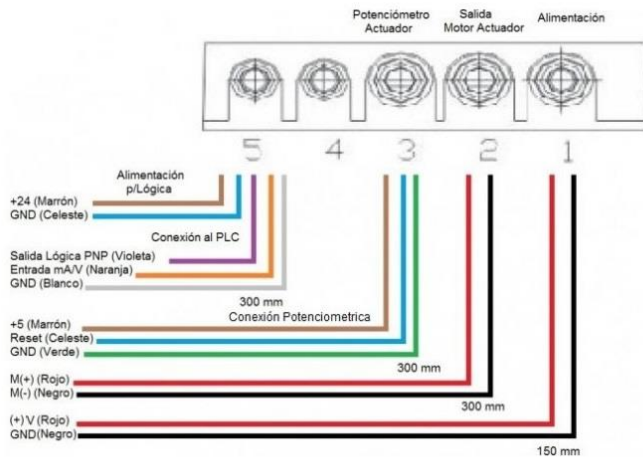 Potenciómetro
Actuador
Salida
Motor Actuador
Alimentación
5
4
3
2
1
Alimentación
p/Lógica
+24 (Marrón)
GND (Celeste)
Conexión al PLC
Salida Lógica PNP (Violeta)
Entrada mA/V (Naranja)
GND (Blanco)
300 mm
Conexión Potenciometrica
+5 (Marrón)
Reset (Celeste)
GND (Verde)
300 mm
M(+) (Rojo)
M(-) (Negro)
300 mm
(+) V (Rojo)
GND(Negro)
150 mm